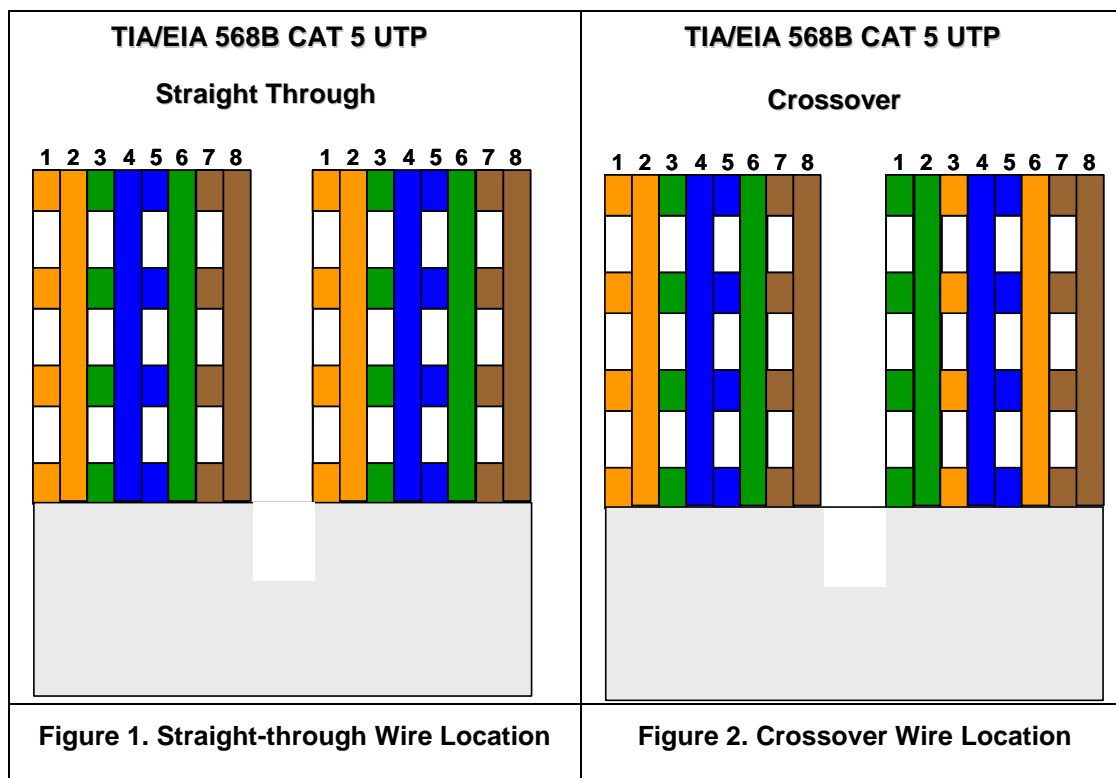 TIA/EIA 568B CAT 5 UTP
Straight Through
1 2 3 4 5 6 7 8 1 2 3 4 5 6 7 8
Figure 1. Straight-through Wire Location
TIA/EIA 568B CAT 5 UTP
Crossover
1 2 3 4 5 6 7 8 1 2 3 4 5 6 7 8
Figure 2. Crossover Wire Location